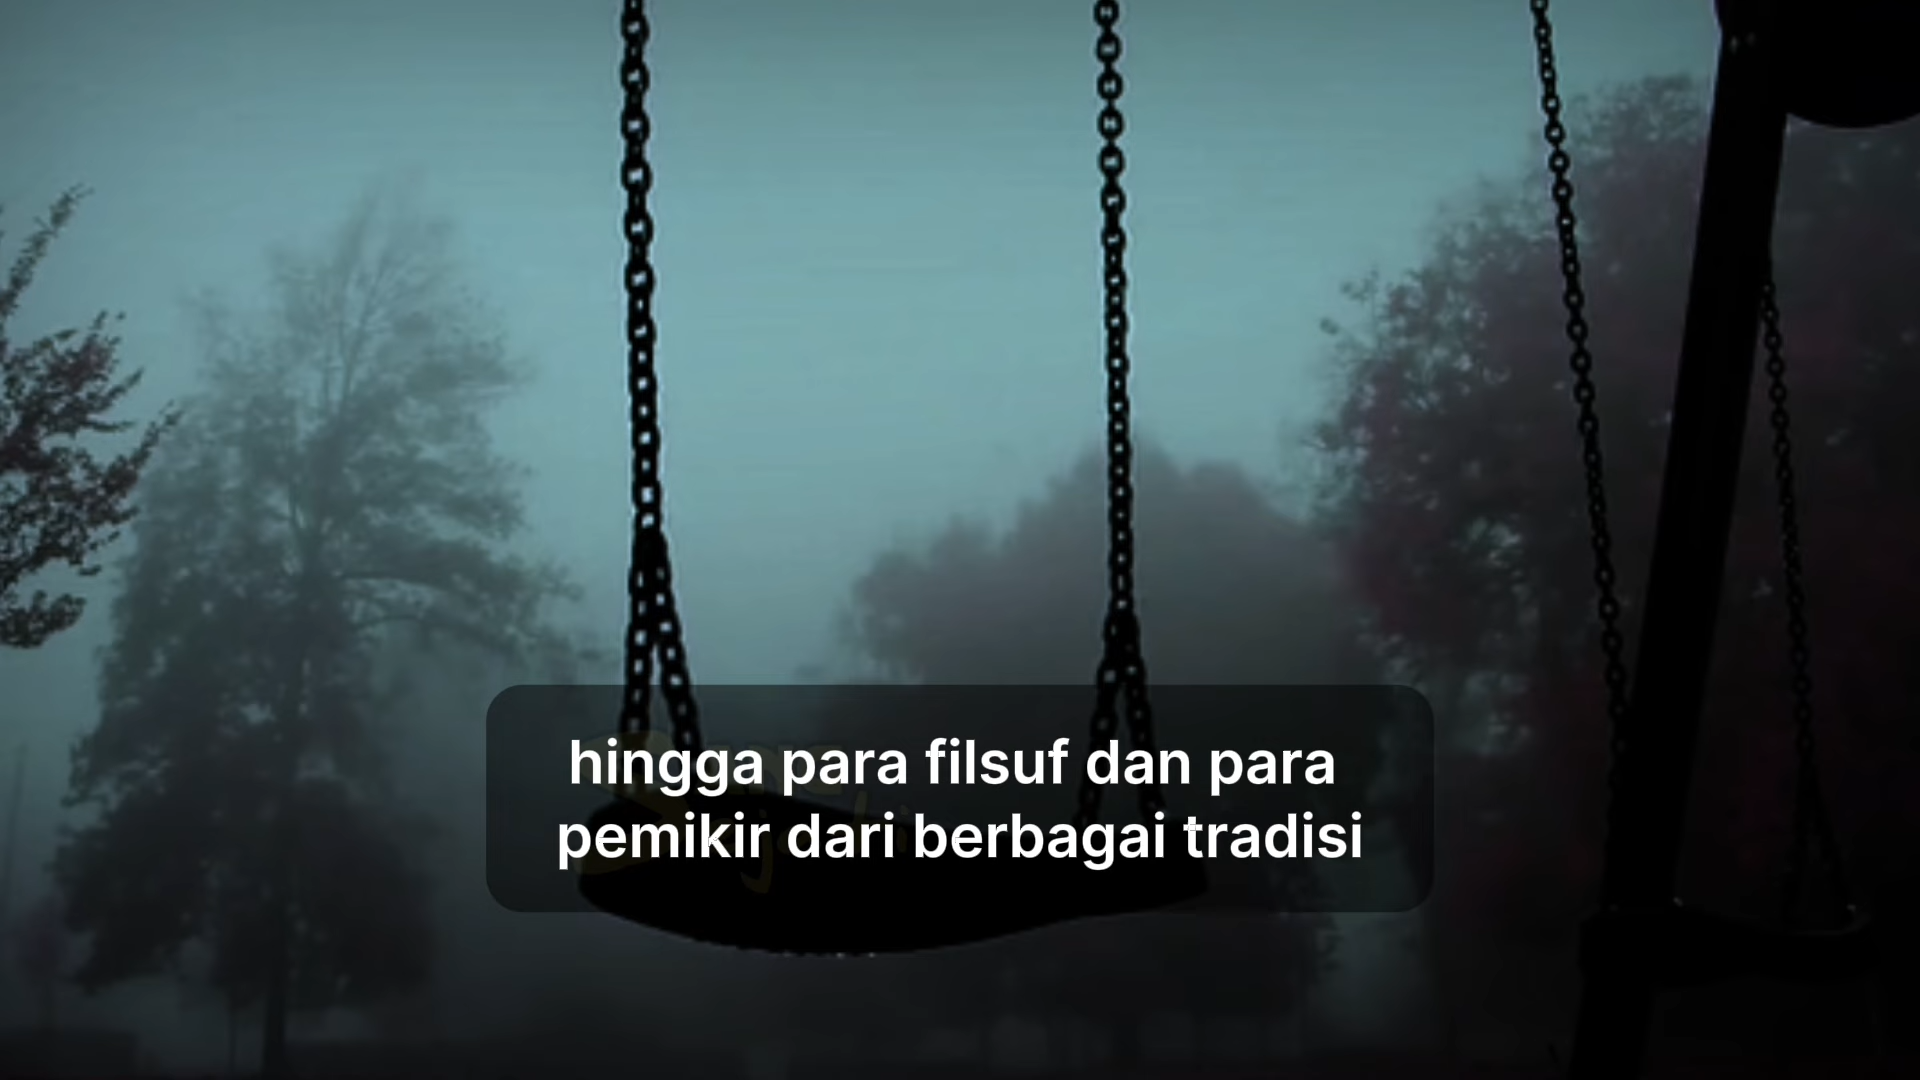 hingga para filsuf dan para
pemikir dari berbagai tradisi